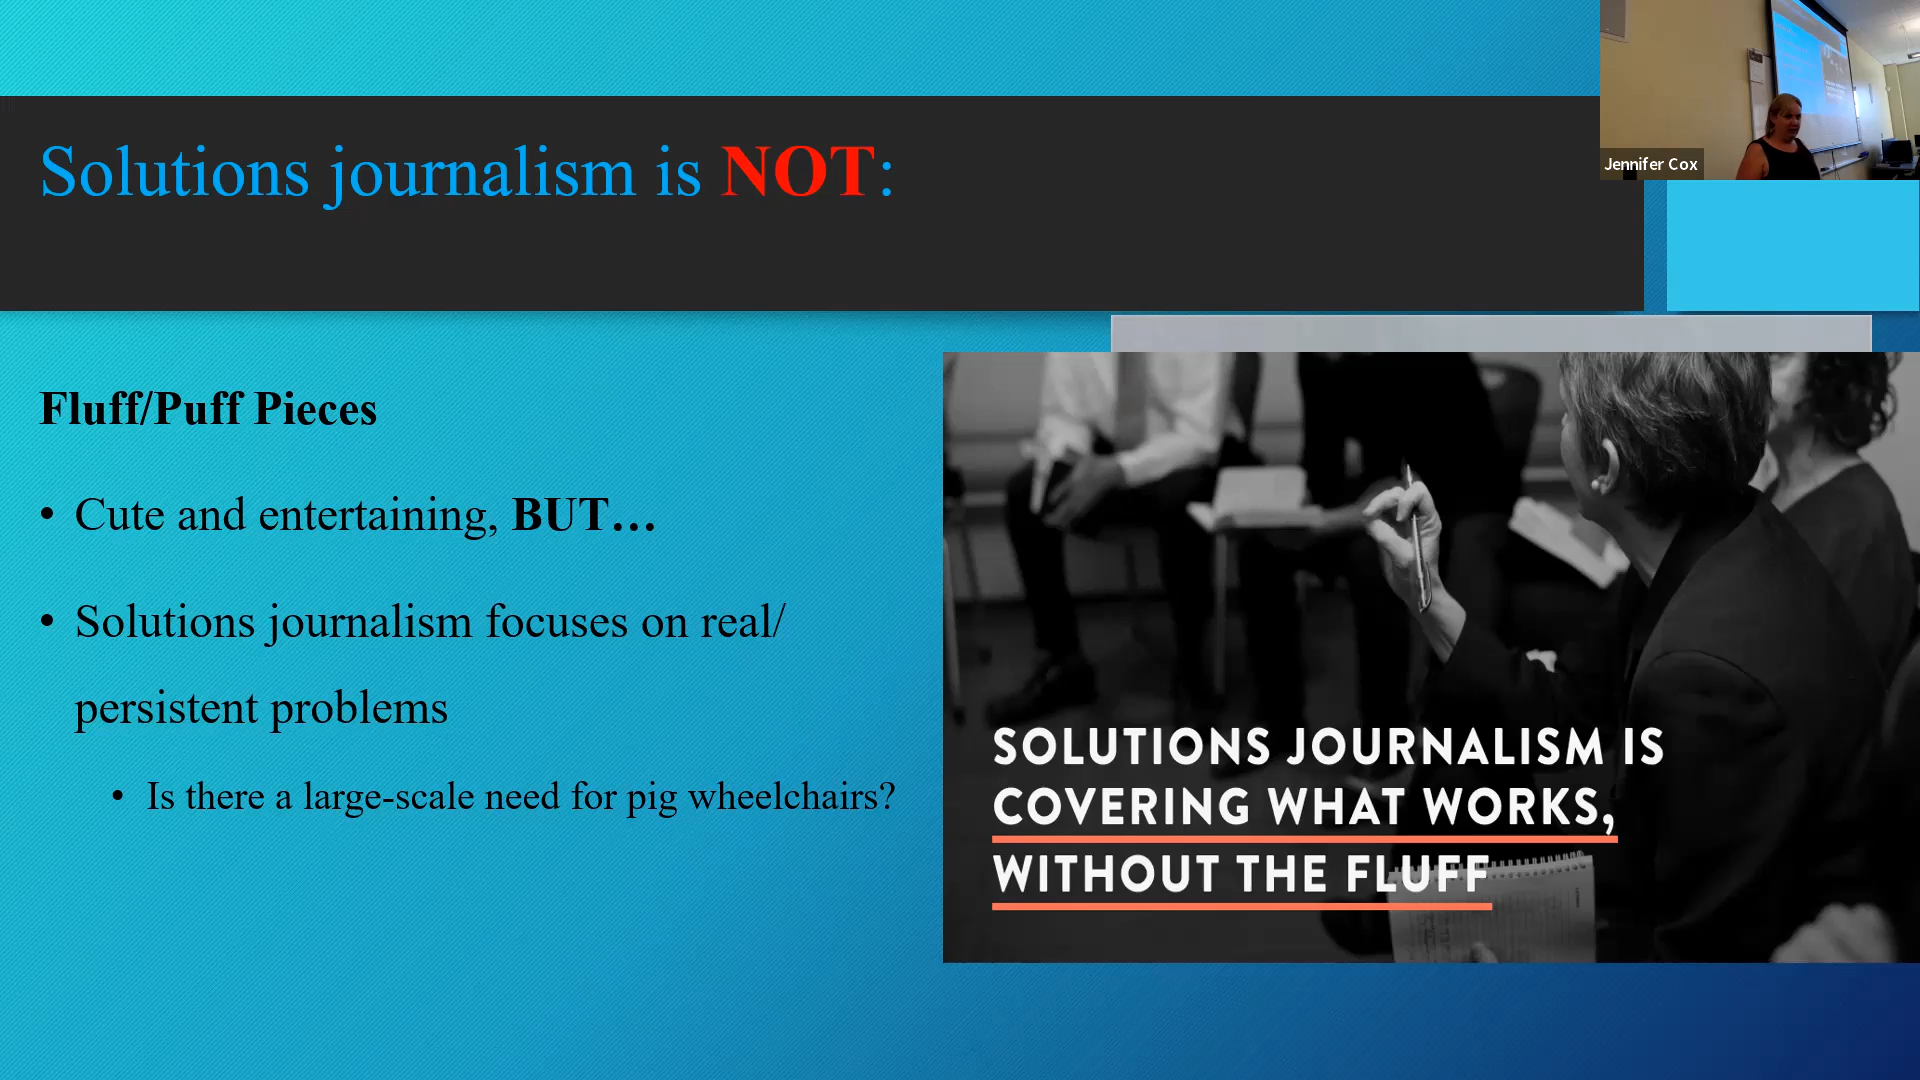 Solutions journalism is NOT:
Jennifer Cox
Fluff/Puff Pieces
• Cute and entertaining, BUT…
• Solutions journalism focuses on real/
persistent problems
• Is there a large-scale need for pig wheelchairs?
SOLUTIONS JOURNALISM IS
COVERING WHAT WORKS,
WITHOUT THE FLUFF